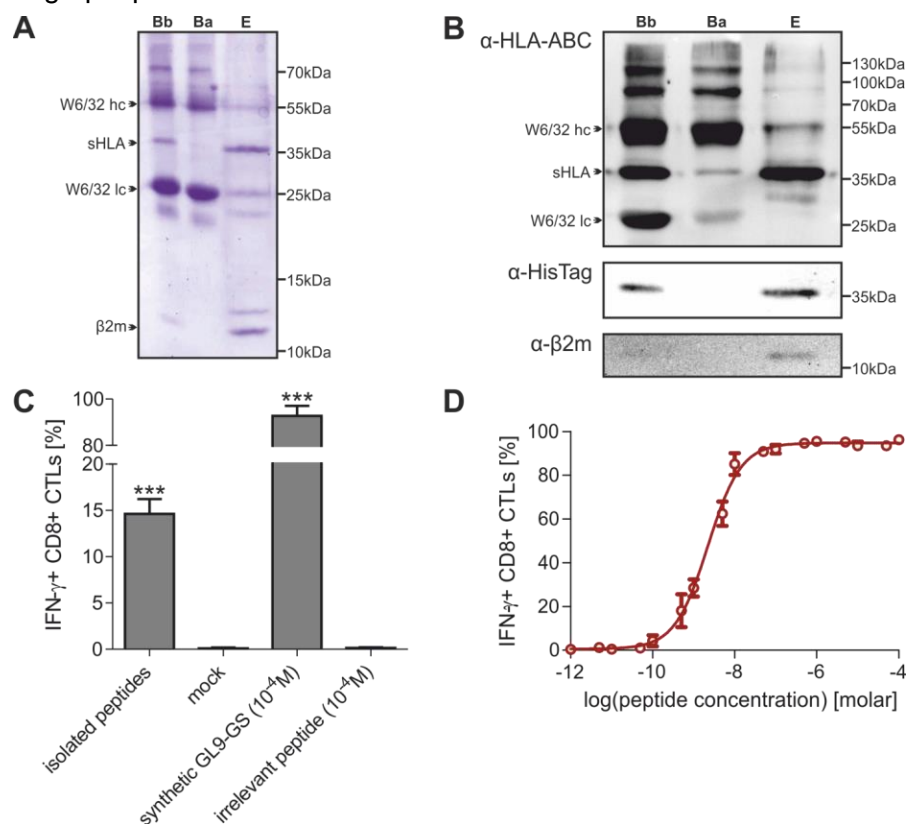 A
Bb Ba E
70kDa
W6/32 hc
55kDa
sHLA
35kDa
W6/32 lc
25kDa
15kDa
β2m
10kDa
B
α-HLA-ABC
Bb Ba E
130kDa
100kDa
70kDa
W6/32 hc
55kDa
sHLA
35kDa
W6/32 lc
25kDa
α-HisTag
35kDa
α-β2m
10kDa
C
IFN-γ+ CD8+ CTLs [%]
100
80
20
15
10
5
0
***
***
isolated peptides
mock
synthetic GL9-GS (10⁻⁴M)
irrelevant peptide (10⁻⁴M)
D
IFN-γ+ CD8+ CTLs [%]
100
80
60
40
20
0
-12 -10 -8 -6 -4
log(peptide concentration) [molar]